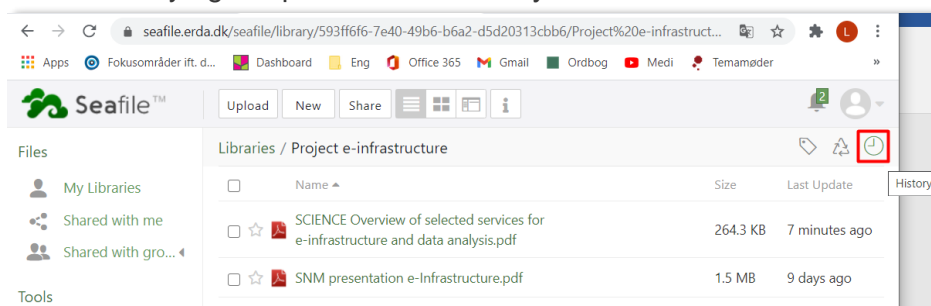 seafile.erda.dk/seafile/library/593ff6f6-7e40-49b6-b6a2-d5d20313cbb6/Project%20e-infrastruct...
L
Apps Fokusområder ift. d... Dashboard Eng Office 365 Gmail Ordbog Medi Temamøder »
Seafile™ Upload New Share 2
Files Libraries / Project e-infrastructure
My Libraries Name Size Last Update History
Shared with me SCIENCE Overview of selected services for
e-infrastructure and data analysis.pdf 264.3 KB 7 minutes ago
Shared with gro...
SNM presentation e-Infrastructure.pdf 1.5 MB 9 days ago
Tools